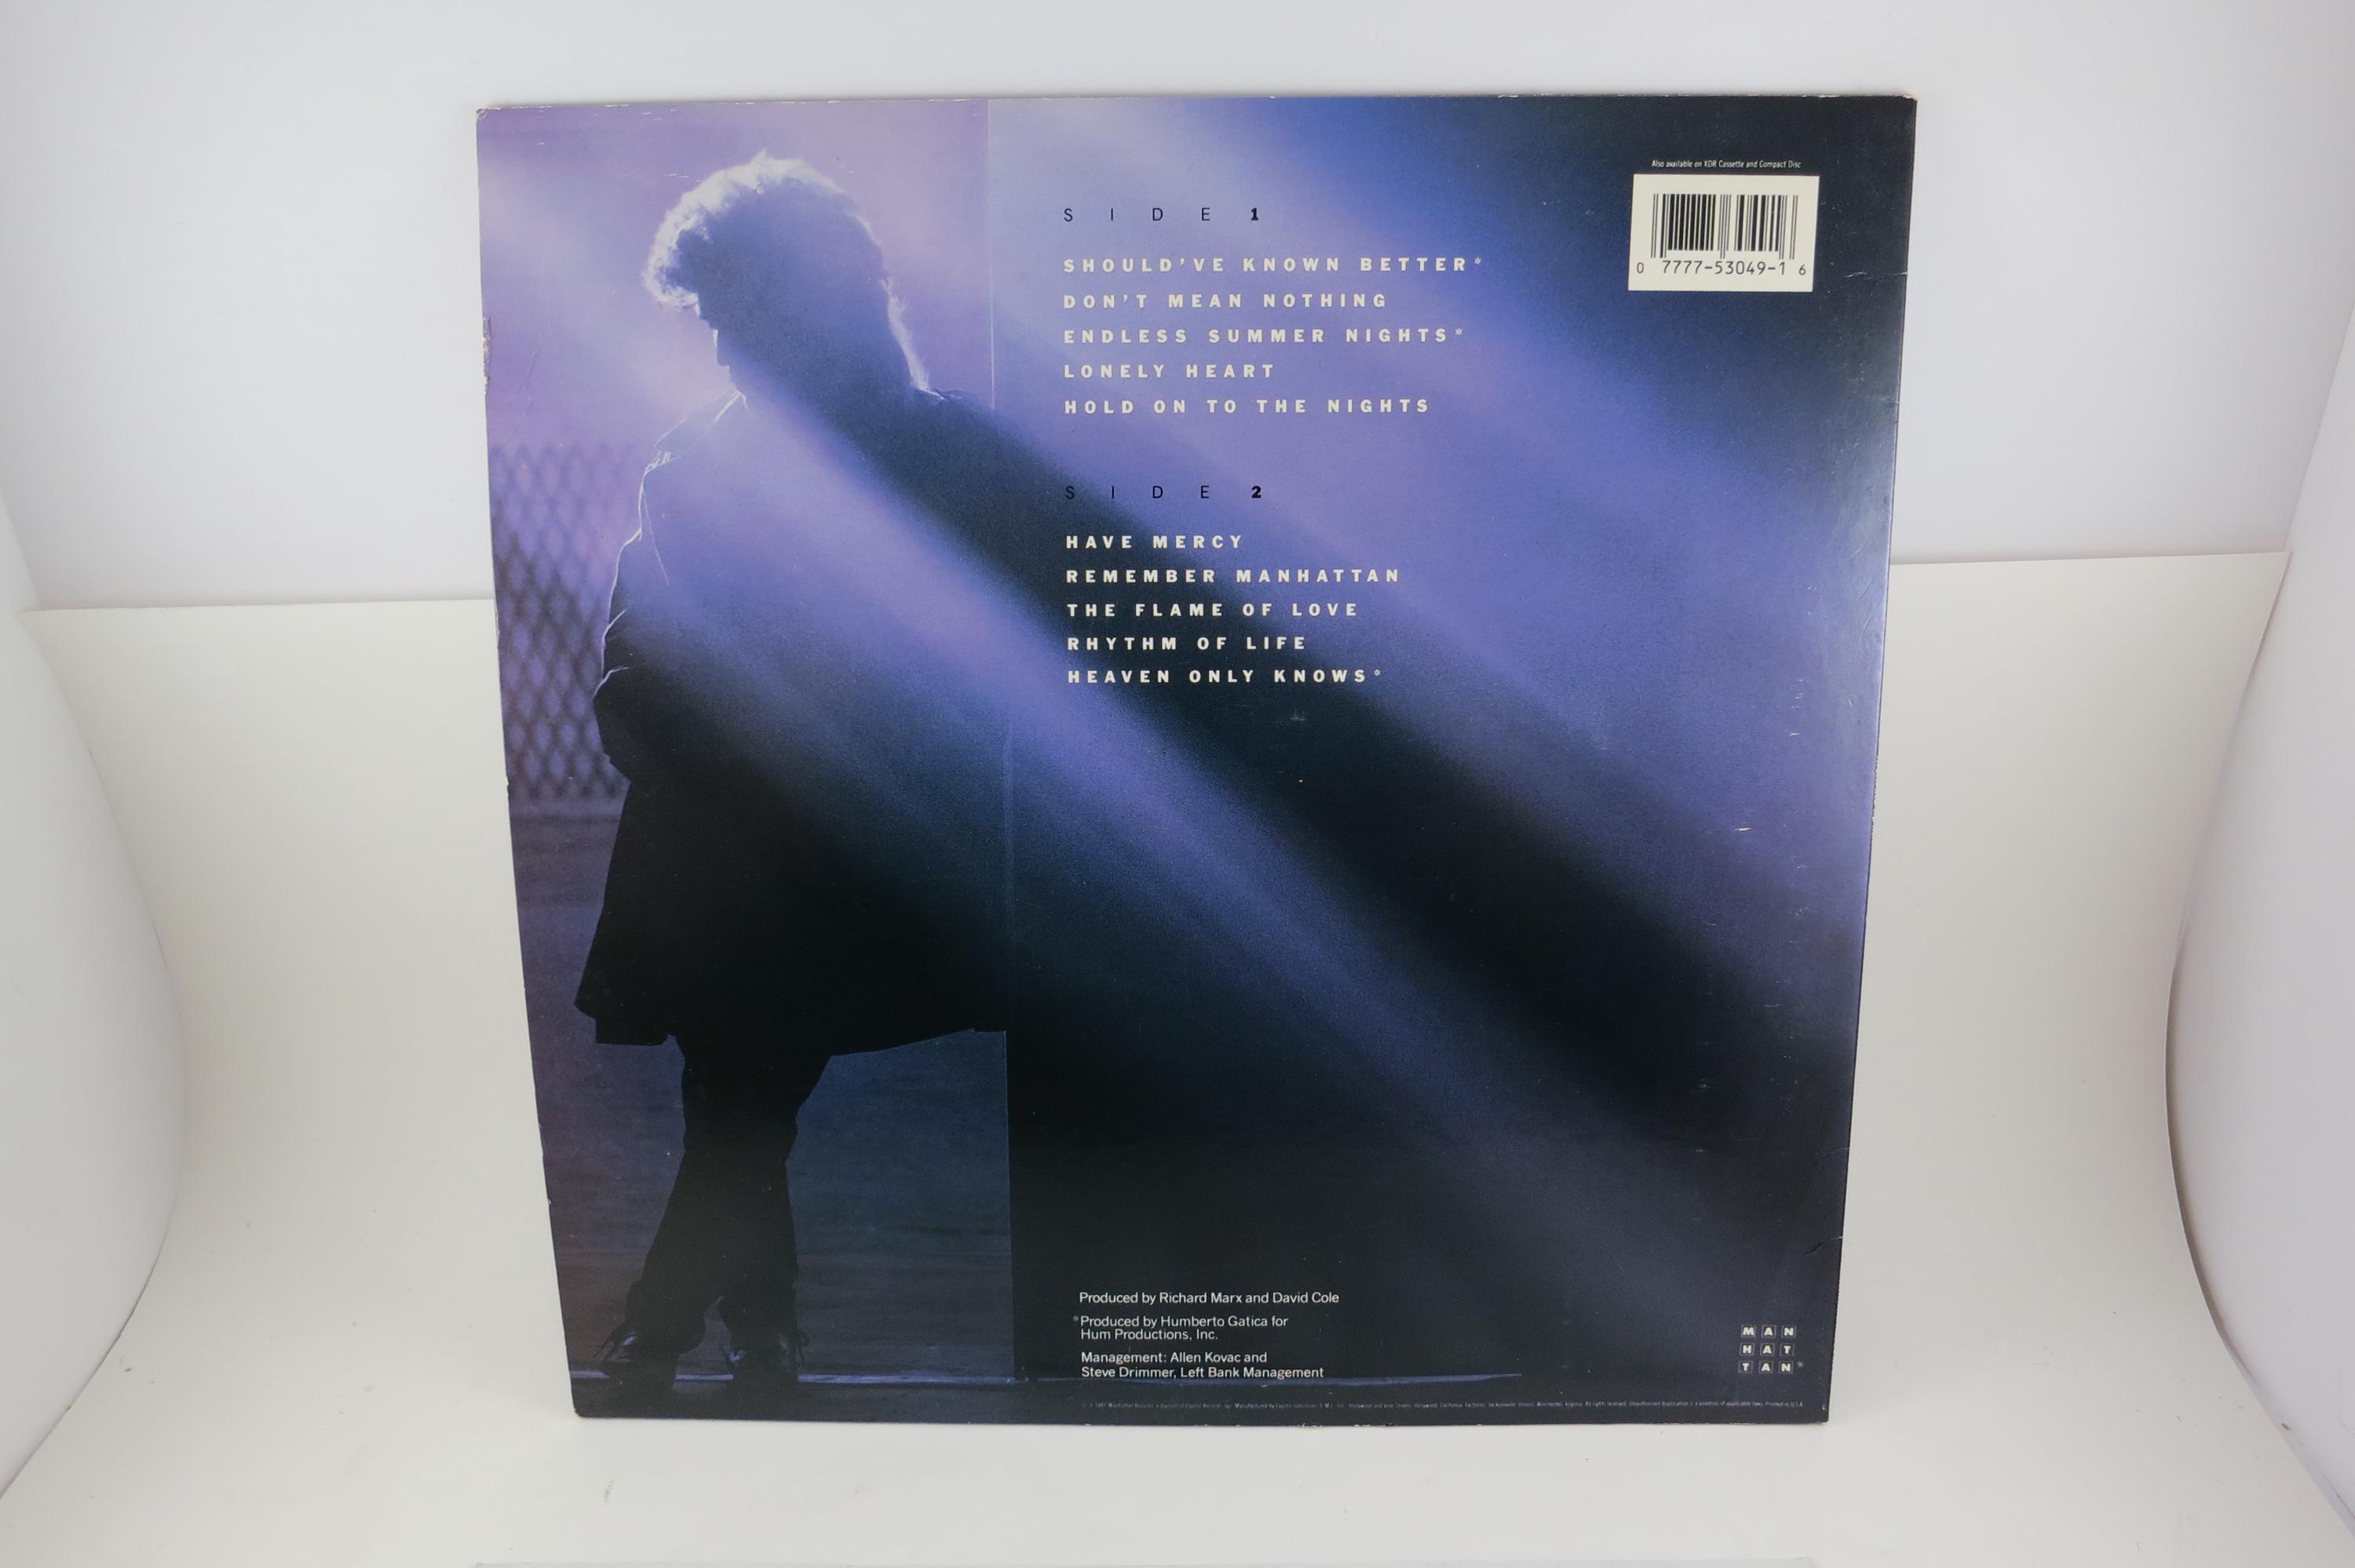 Also available on XDR Cassette and Compact Disc
0 7777-53049-1 6
SIDE 1
SHOULD'VE KNOWN BETTER*
DON'T MEAN NOTHING
ENDLESS SUMMER NIGHTS*
LONELY HEART
HOLD ON TO THE NIGHTS
SIDE 2
HAVE MERCY
REMEMBER MANHATTAN
THE FLAME OF LOVE
RHYTHM OF LIFE
HEAVEN ONLY KNOWS*
Produced by Richard Marx and David Cole
*Produced by Humberto Gatica for
Hum Productions, Inc.
Management: Allen Kovac and
Steve Drimmer, Left Bank Management
MAN
HAT
TAN